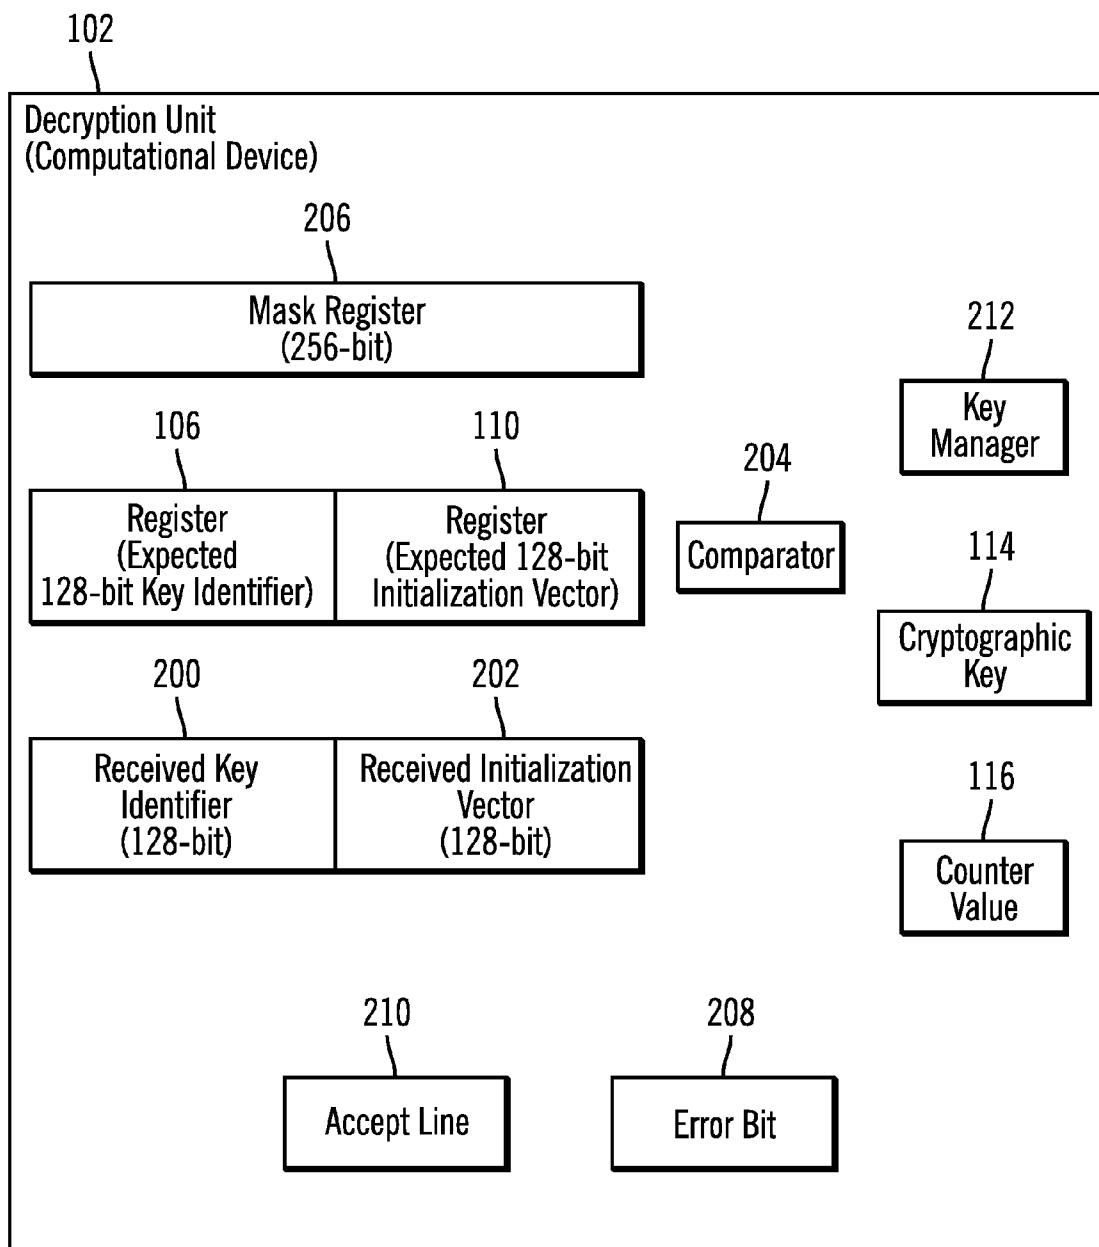 102
Decryption Unit
(Computational Device)
206
Mask Register
(256-bit)
212
Key
Manager
106
110
Register
(Expected
128-bit Key Identifier)
Register
(Expected 128-bit
Initialization Vector)
204
Comparator
114
Cryptographic
Key
200
202
Received Key
Identifier
(128-bit)
Received Initialization
Vector
(128-bit)
116
Counter
Value
210
208
Accept Line
Error Bit